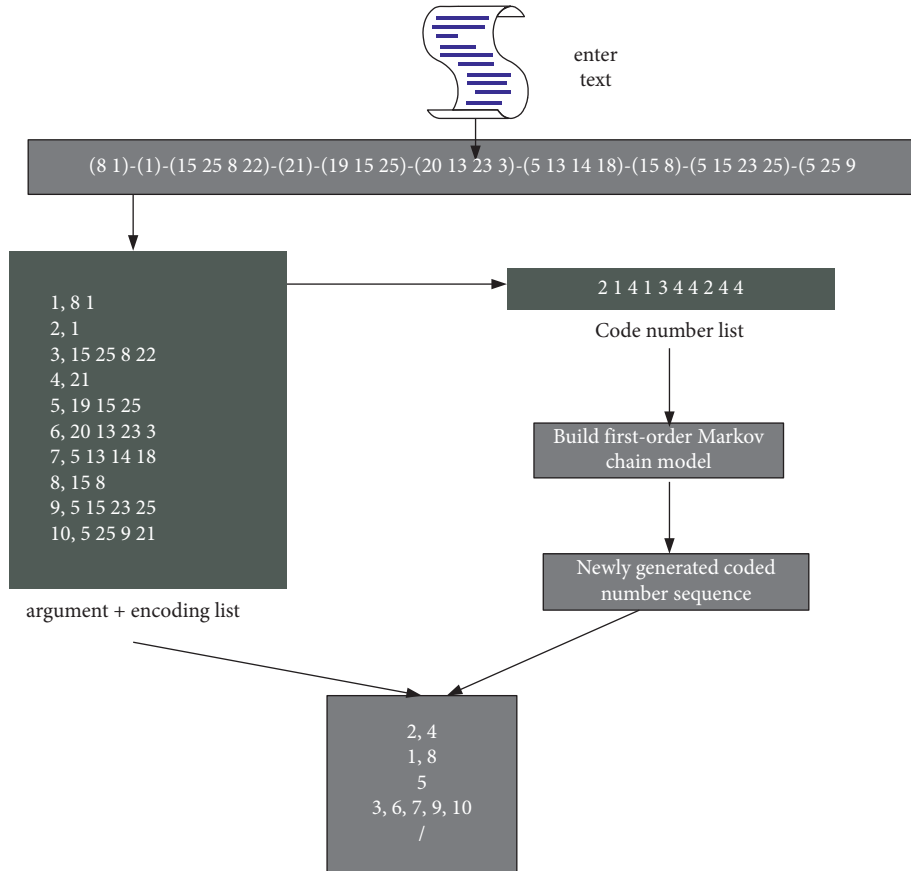 enter
text
(8 1)-(1)-(15 25 8 22)-(21)-(19 15 25)-(20 13 23 3)-(5 13 14 18)-(15 8)-(5 15 23 25)-(5 25 9
1, 8 1
2, 1
3, 15 25 8 22
4, 21
5, 19 15 25
6, 20 13 23 3
7, 5 13 14 18
8, 15 8
9, 5 15 23 25
10, 5 25 9 21
argument + encoding list
2 1 4 1 3 4 4 2 4 4
Code number list
Build first-order Markov
chain model
Newly generated coded
number sequence
2, 4
1, 8
5
3, 6, 7, 9, 10
/